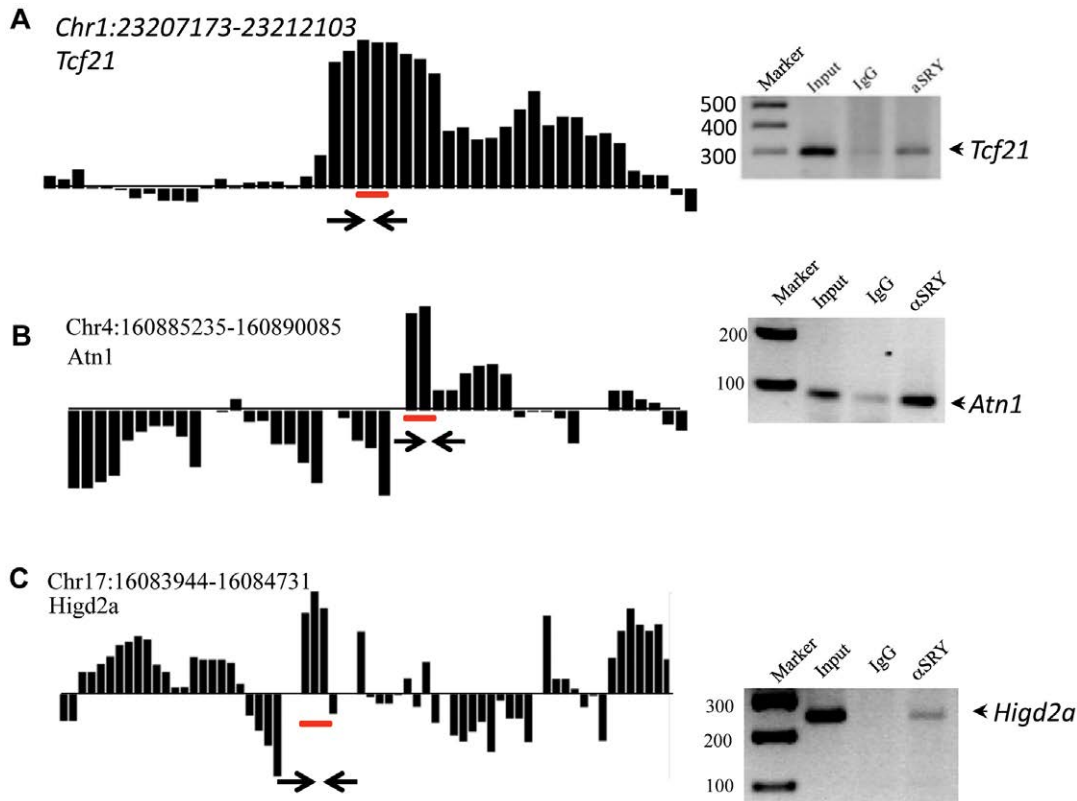 A
Chr1:23207173-23212103
Tcf21
Marker Input IgG aSRY
500
400
300
Tcf21
B
Chr4:160885235-160890085
Atn1
Marker Input IgG αSRY
200
100
Atn1
C
Chr17:16083944-16084731
Higd2a
Marker Input IgG αSRY
300
200
100
Higd2a